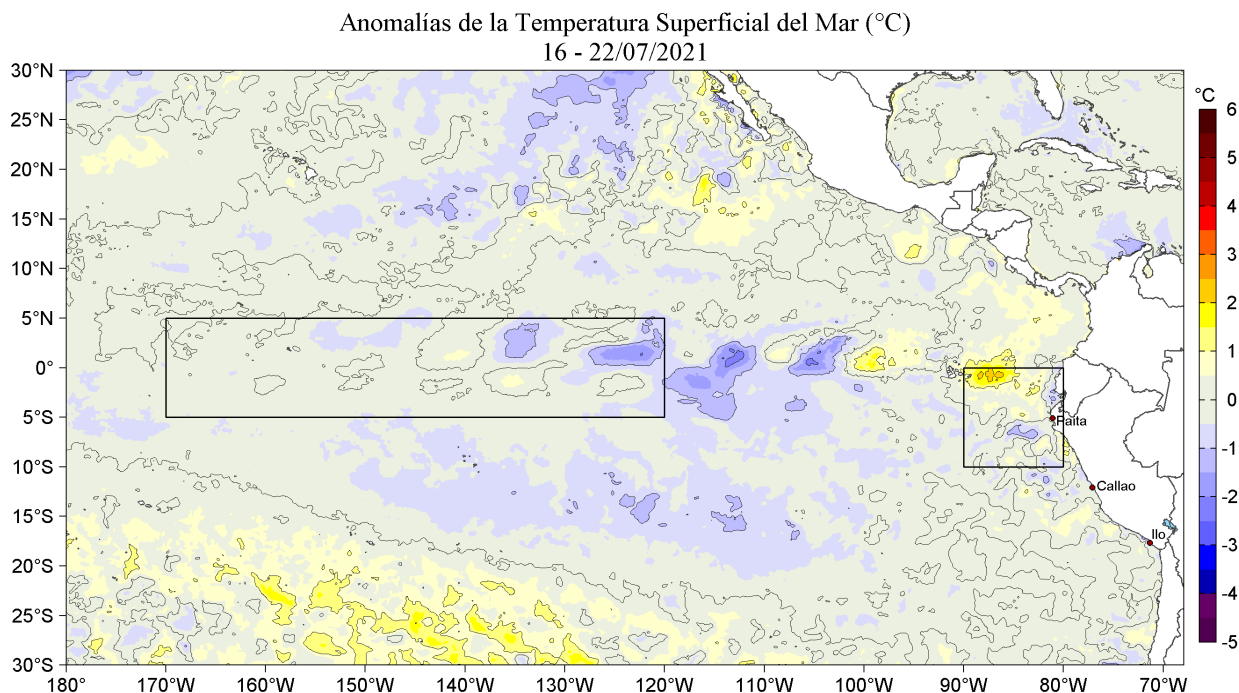 Anomalías de la Temperatura Superficial del Mar (°C)
16 - 22/07/2021
30°N
25°N
20°N
15°N
10°N
5°N
0°
5°S
10°S
15°S
20°S
25°S
30°S
180°
170°W
160°W
150°W
140°W
130°W
120°W
110°W
100°W
90°W
80°W
70°W
Paita
Callao
Ilo
°C
6
5
4
3
2
1
0
-1
-2
-3
-4
-5